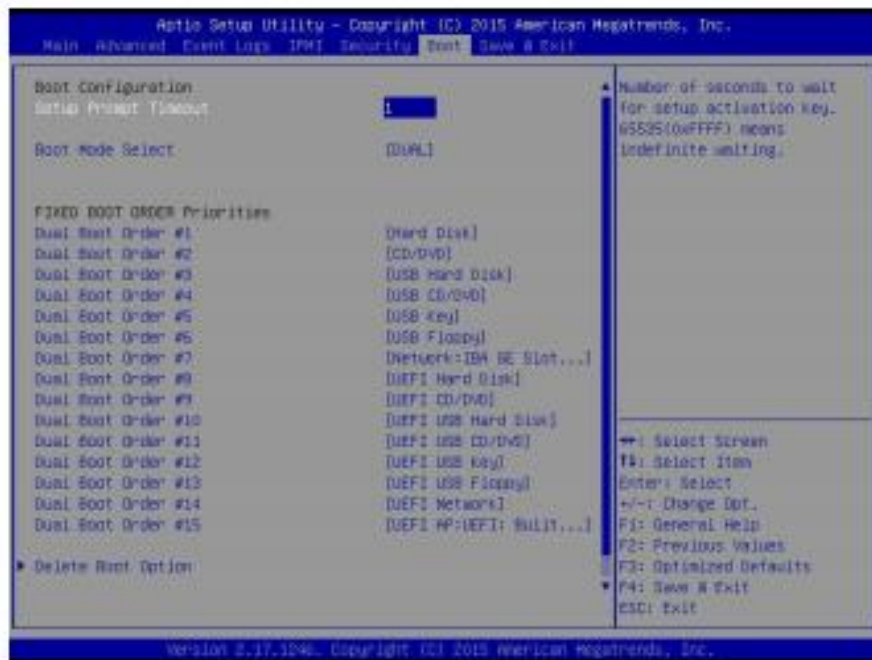 Aptio Setup Utility - Copyright (C) 2015 American Megatrends, Inc.
Main Advanced Event Logs IPMI Security Boot Save & Exit
Boot Configuration
Setup Prompt Timeout 1
Boot Mode Select [DUAL]
FIXED BOOT ORDER Priorities
Dual Boot Order #1 [Hard Disk]
Dual Boot Order #2 [CD/DVD]
Dual Boot Order #3 [USB Hard Disk]
Dual Boot Order #4 [USB CD/DVD]
Dual Boot Order #5 [USB Key]
Dual Boot Order #6 [USB Floppy]
Dual Boot Order #7 [Network:IBA GE Slot...]
Dual Boot Order #8 [UEFI Hard Disk]
Dual Boot Order #9 [UEFI CD/DVD]
Dual Boot Order #10 [UEFI USB Hard Disk]
Dual Boot Order #11 [UEFI USB CD/DVD]
Dual Boot Order #12 [UEFI USB Key]
Dual Boot Order #13 [UEFI USB Floppy]
Dual Boot Order #14 [UEFI Network]
Dual Boot Order #15 [UEFI AP:UEFI: Built...]
Delete Boot Option
Number of seconds to wait
for setup activation key.
65535(0xFFFF) means
indefinite waiting.
↔: Select Screen
↑↓: Select Item
Enter: Select
+/-: Change Opt.
F1: General Help
F2: Previous Values
F3: Optimized Defaults
F4: Save & Exit
ESC: Exit
Version 2.17.1246. Copyright (C) 2015 American Megatrends, Inc.